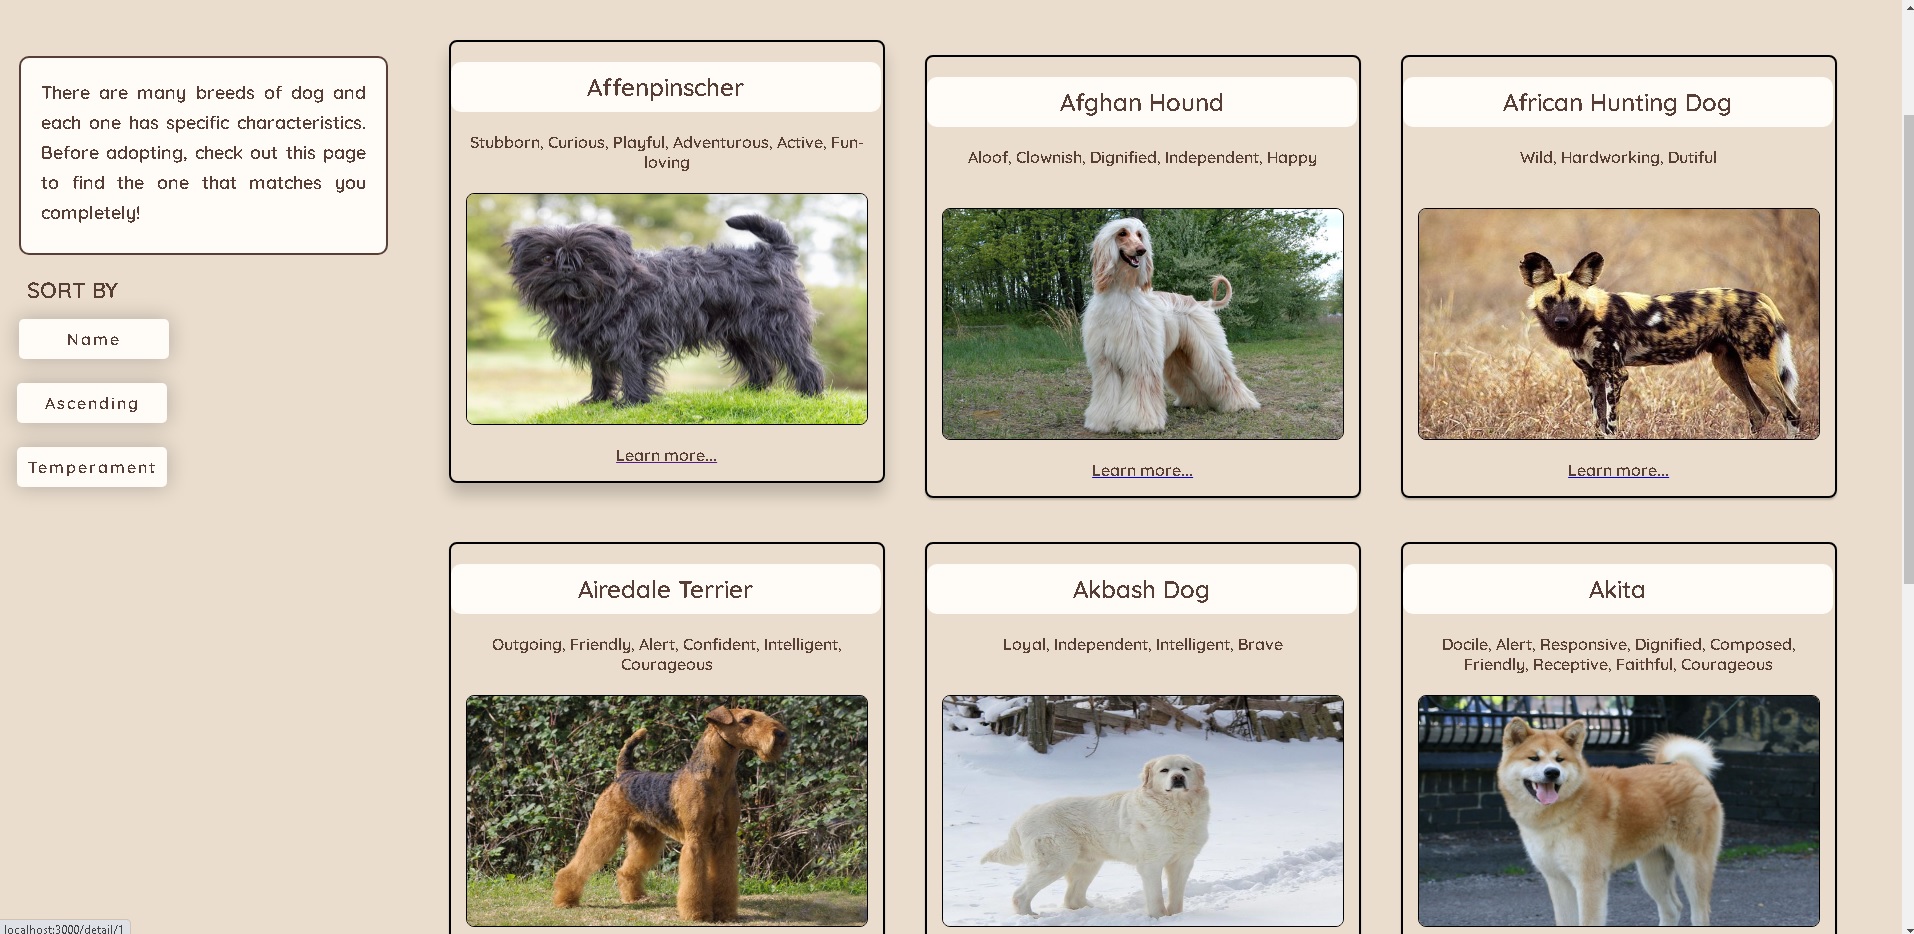 There are many breeds of dog and
each one has specific characteristics.
Before adopting, check out this page
to find the one that matches you
completely!
SORT BY
Name
Ascending
Temperament
Affenpinscher
Stubborn, Curious, Playful, Adventurous, Active, Fun-
loving
Learn more...
Afghan Hound
Aloof, Clownish, Dignified, Independent, Happy
Learn more...
African Hunting Dog
Wild, Hardworking, Dutiful
Learn more...
Airedale Terrier
Outgoing, Friendly, Alert, Confident, Intelligent,
Courageous
Akbash Dog
Loyal, Independent, Intelligent, Brave
Akita
Docile, Alert, Responsive, Dignified, Composed,
Friendly, Receptive, Faithful, Courageous
localhost:3000/detail/1